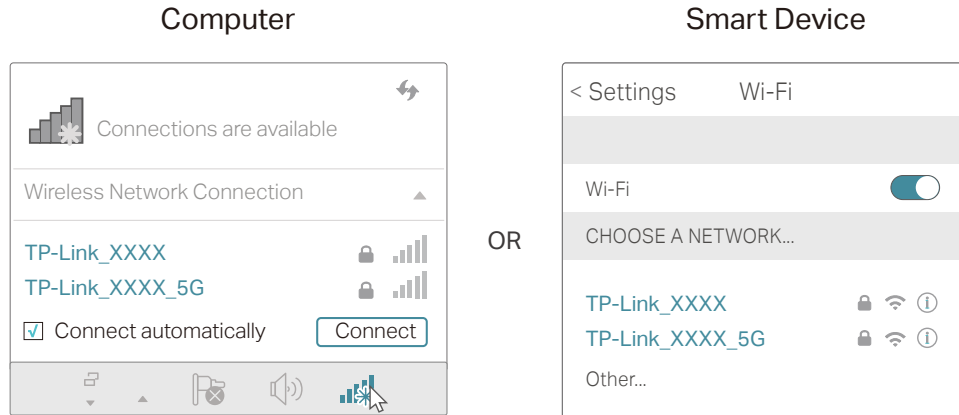 Computer
Connections are available
Wireless Network Connection
TP-Link_XXXX
TP-Link_XXXX_5G
Connect automatically
Connect
OR
Smart Device
< Settings Wi-Fi
Wi-Fi
CHOOSE A NETWORK...
TP-Link_XXXX
TP-Link_XXXX_5G
Other...